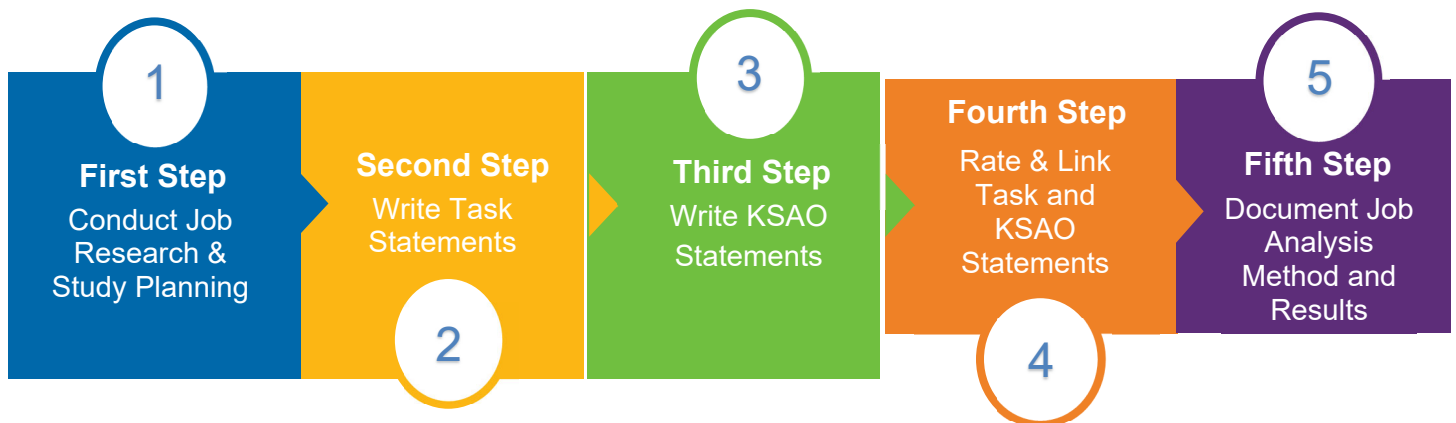 1
First Step
Conduct Job
Research &
Study Planning
Second Step
Write Task
Statements
2
3
Third Step
Write KSAO
Statements
Fourth Step
Rate & Link
Task and
KSAO
Statements
4
5
Fifth Step
Document Job
Analysis
Method and
Results